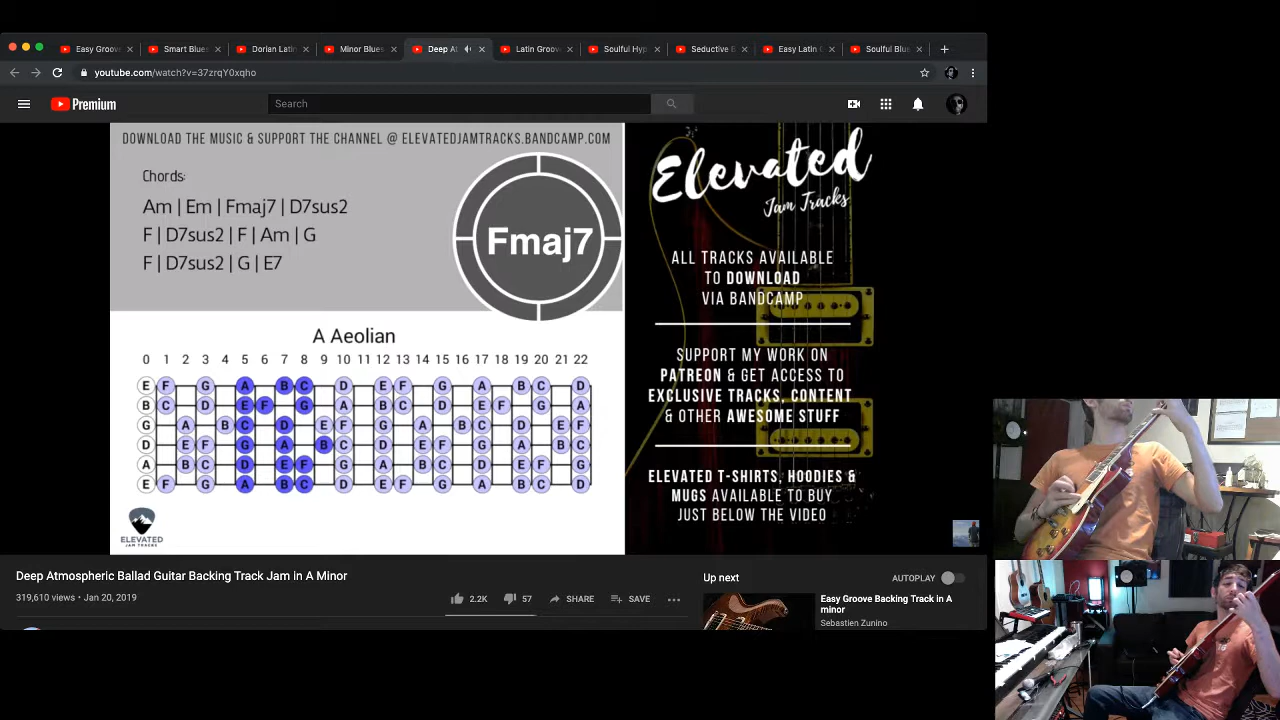 Easy Groov
Smart Blues
Dorian Latin
Minor Blues
Deep At
Latin Groov
Soulful Hyp
Seductive E
Easy Latin G
Soulful Blu
youtube.com/watch?v=37zrqY0xqho
Premium
Search
DOWNLOAD THE MUSIC & SUPPORT THE CHANNEL @ ELEVATEDJAMTRACKS.BANDCAMP.COM
Chords:
Am | Em | Fmaj7 | D7sus2
F | D7sus2 | F | Am | G
F | D7sus2 | G | E7
Fmaj7
A Aeolian
0 1 2 3 4 5 6 7 8 9 10 11 12 13 14 15 16 17 18 19 20 21 22
E F G A B C D E F G A B C D
B C D E F G A B C D E F G A
G A B C D E F G A B C D E F
D E F G A B C D E F G A B C
A B C D E F G A B C D E F G
E F G A B C D E F G A B C D
ELEVATED
JAM TRACKS
Elevated
Jam Tracks
ALL TRACKS AVAILABLE
TO DOWNLOAD
VIA BANDCAMP
SUPPORT MY WORK ON
PATREON & GET ACCESS TO
EXCLUSIVE TRACKS, CONTENT
& OTHER AWESOME STUFF
ELEVATED T-SHIRTS, HOODIES &
MUGS AVAILABLE TO BUY
JUST BELOW THE VIDEO
Deep Atmospheric Ballad Guitar Backing Track Jam in A Minor
319,610 views • Jan 20, 2019
2.2K
57
SHARE
SAVE
Up next
AUTOPLAY
Easy Groove Backing Track in A
minor
Sebastien Zunino